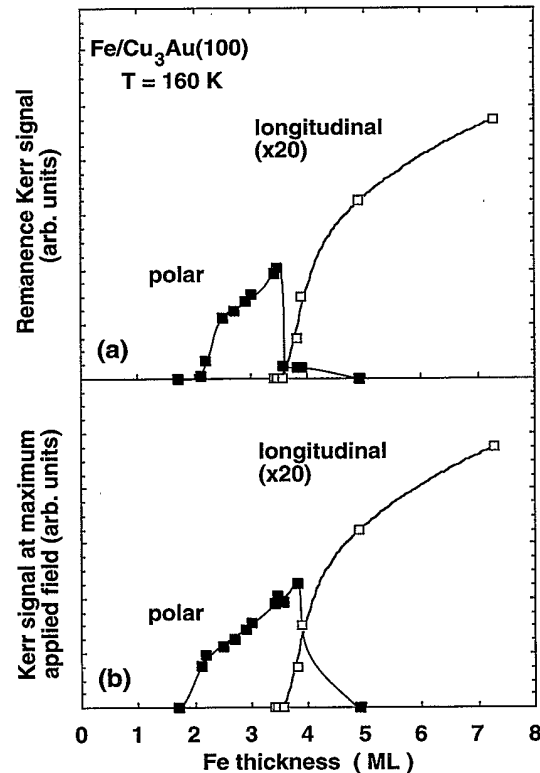 Fe/Cu₃Au(100)
T = 160 K
longitudinal
(x20)
polar
(a)
Remanence Kerr signal
(arb. units)
longitudinal
(x20)
polar
(b)
Kerr signal at maximum
applied field (arb. units)
0 1 2 3 4 5 6 7 8
Fe thickness ( ML )